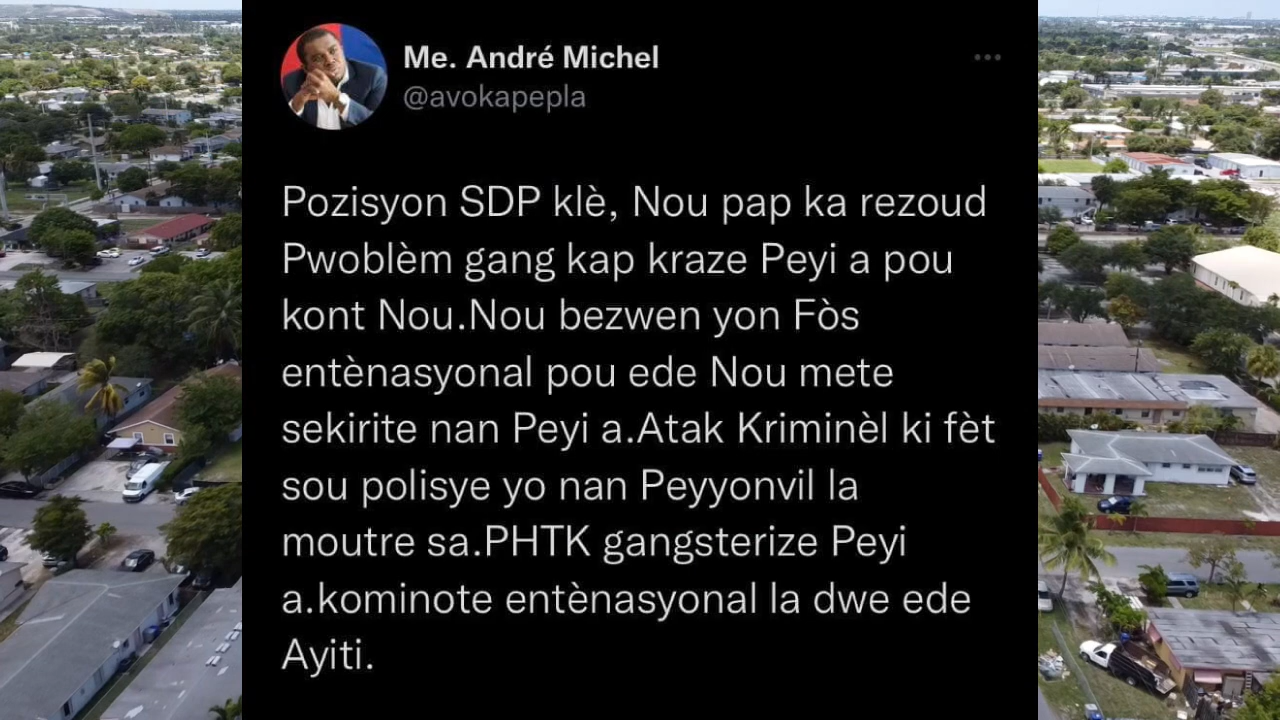 Me. André Michel
@avokapepla
Pozisyon SDP klè, Nou pap ka rezoud
Pwoblèm gang kap kraze Peyi a pou
kont Nou.Nou bezwen yon Fòs
entènasyonal pou ede Nou mete
sekirite nan Peyi a.Atak Kriminèl ki fèt
sou polisye yo nan Peyyonvil la
moutre sa.PHTK gangsterize Peyi
a.kominote entènasyonal la dwe ede
Ayiti.